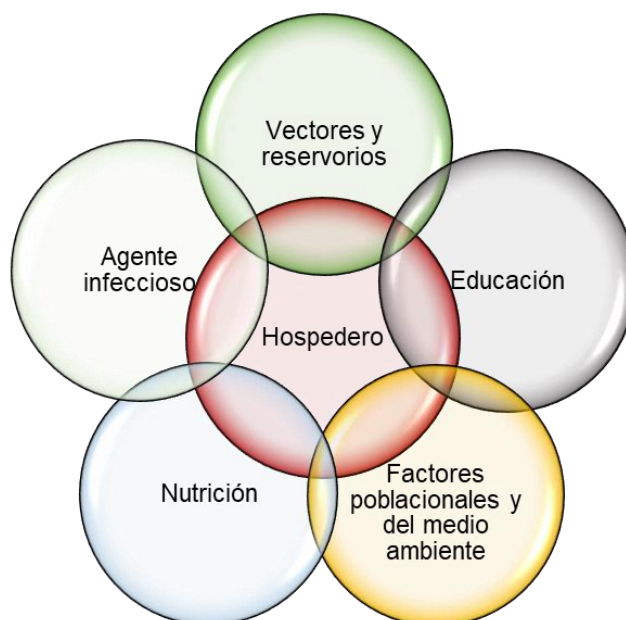 Vectores y
reservorios
Agente
infeccioso
Educación
Hospedero
Nutrición
Factores
poblacionales y
del medio
ambiente